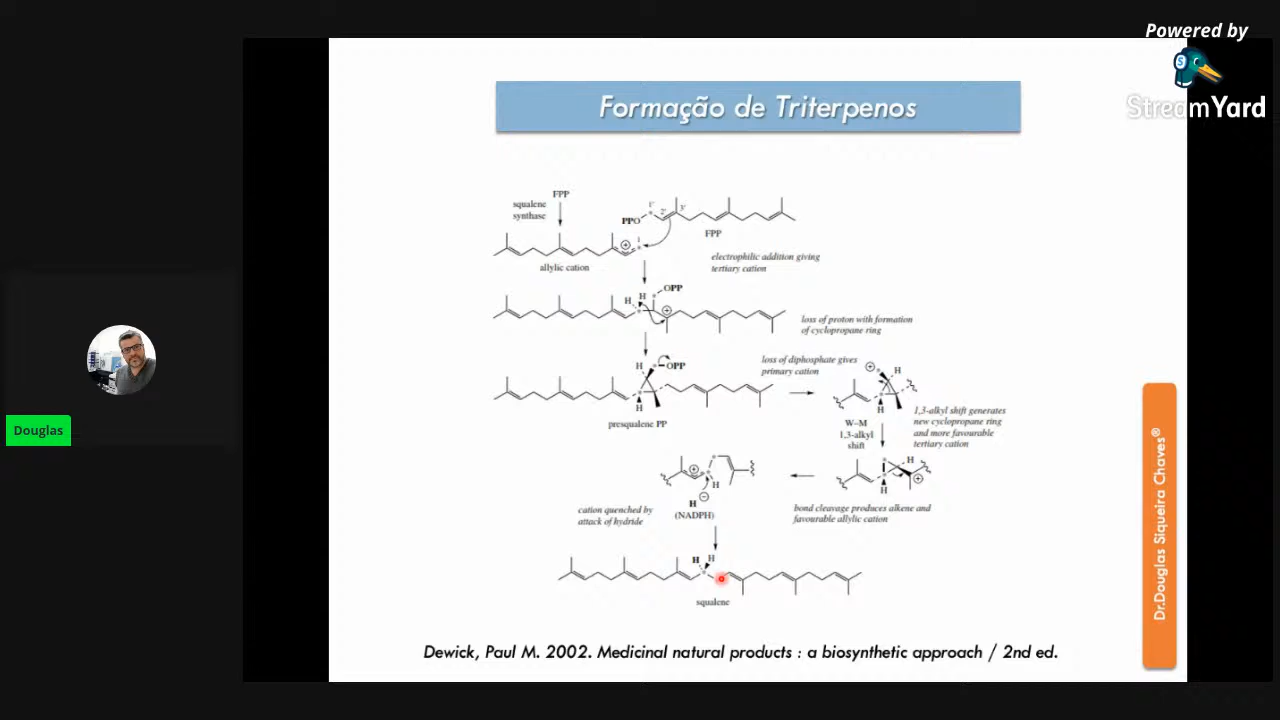 Powered by
StreamYard
Formação de Triterpenos
FPP
squalene
synthase
PPO
1'
2'
3'
FPP
1
allylic cation
electrophilic addition giving
tertiary cation
H
H
OPP
loss of proton with formation
of cyclopropane ring
H
OPP
H
presqualene PP
loss of diphosphate gives
primary cation
H
H
W–M
1,3-alkyl
shift
1,3-alkyl shift generates
new cyclopropane ring
and more favourable
tertiary cation
H
H
bond cleavage produces alkene and
favourable allylic cation
H
H
(NADPH)
cation quenched by
attack of hydride
H
H
squalene
Dewick, Paul M. 2002. Medicinal natural products : a biosynthetic approach / 2nd ed.
Dr.Douglas Siqueira Chaves®
Douglas